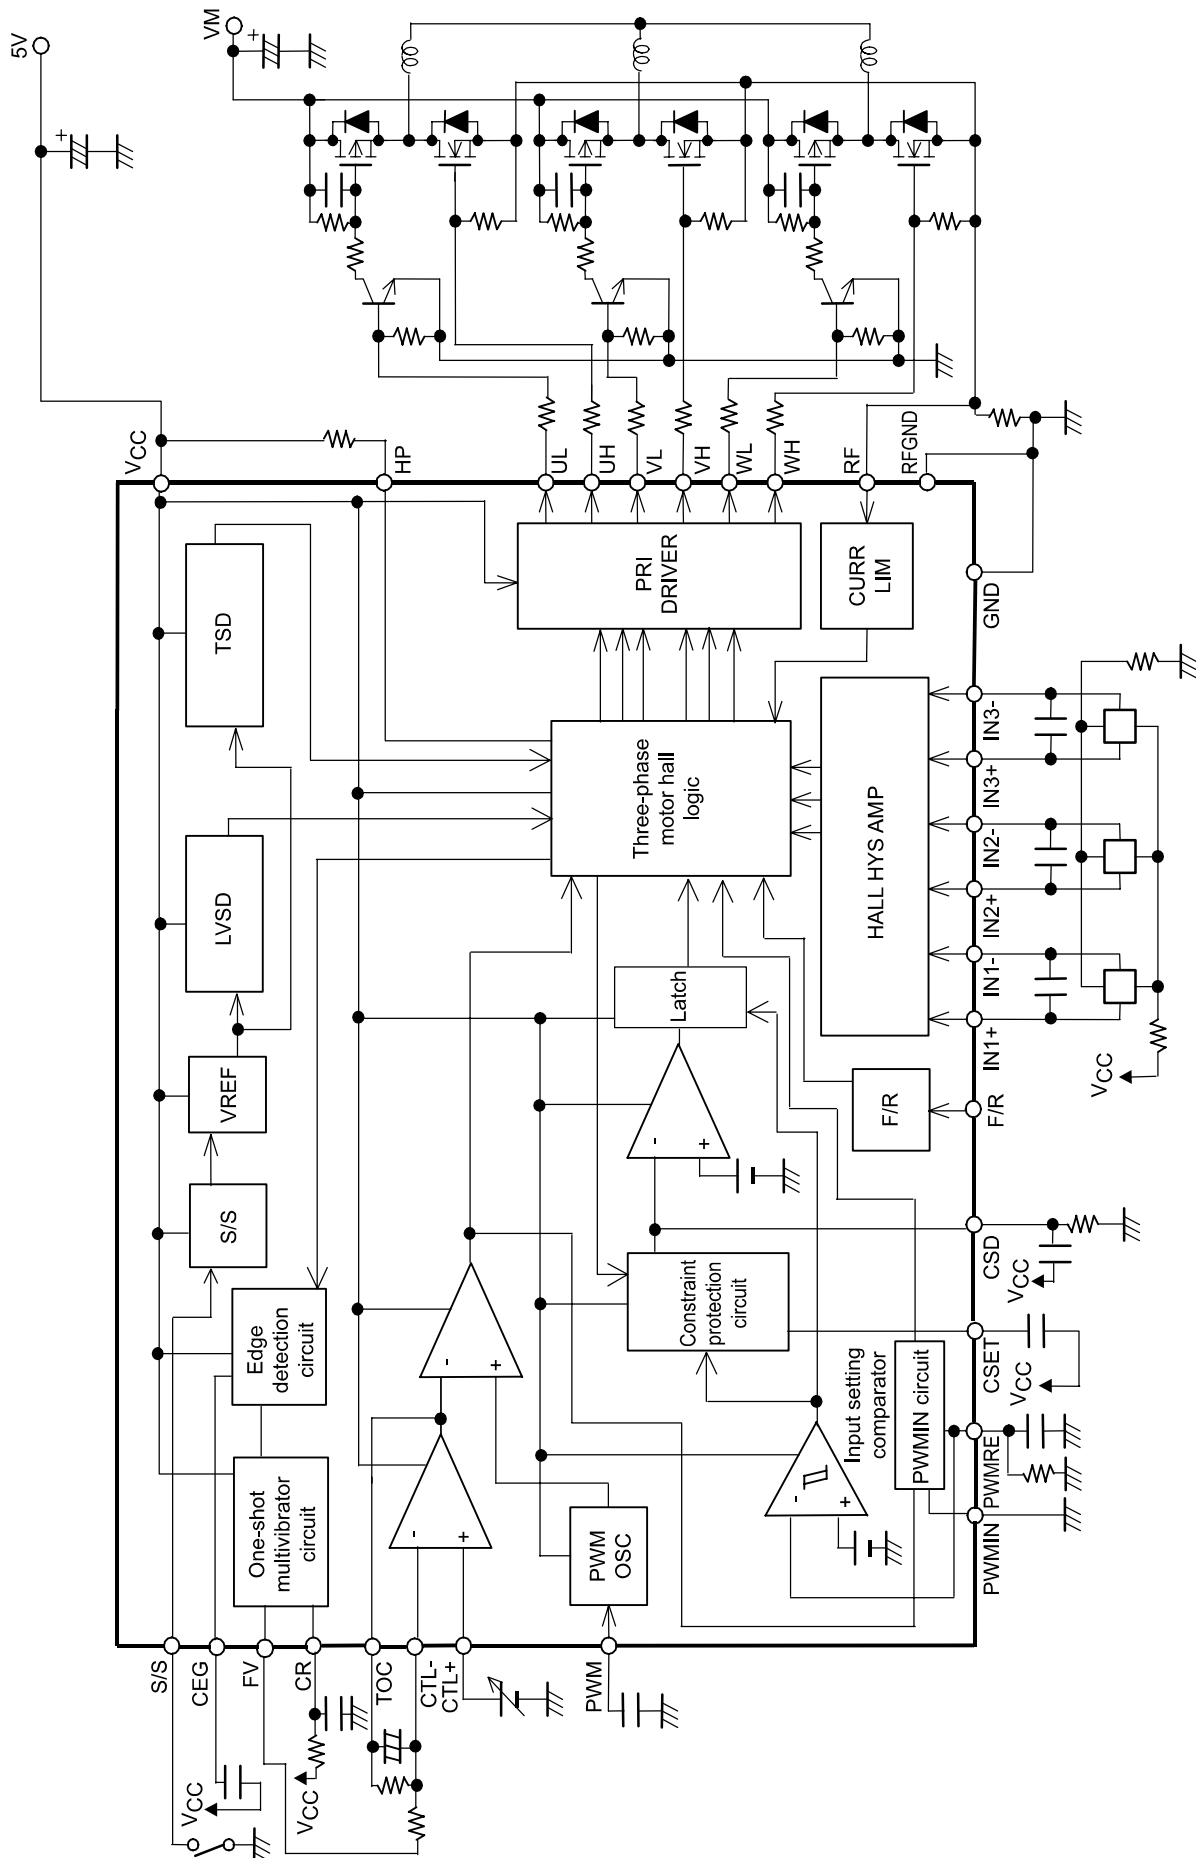 5V
VM
+
+
VCC
HP
UL
UH
VL
VH
WL
WH
RF
RFGND
TSD
PRI
DRIVER
CURR
LIM
GND
LVSD
Three-phase
motor hall
logic
HALL HYS AMP
IN3-
IN3+
IN2-
IN2+
IN1-
IN1+
VCC
VREF
Latch
-
+
F/R
F/R
S/S
Edge
detection
circuit
-
+
Constraint
protection
circuit
CSD
VCC
CSET
VCC
One-shot
multivibrator
circuit
-
+
PWM
OSC
Input setting
comparator
-
+
PWMIN circuit
PWMRE
PWMIN
S/S
CEG
FV
CR
TOC
CTL-
CTL+
PWM
VCC
VCC